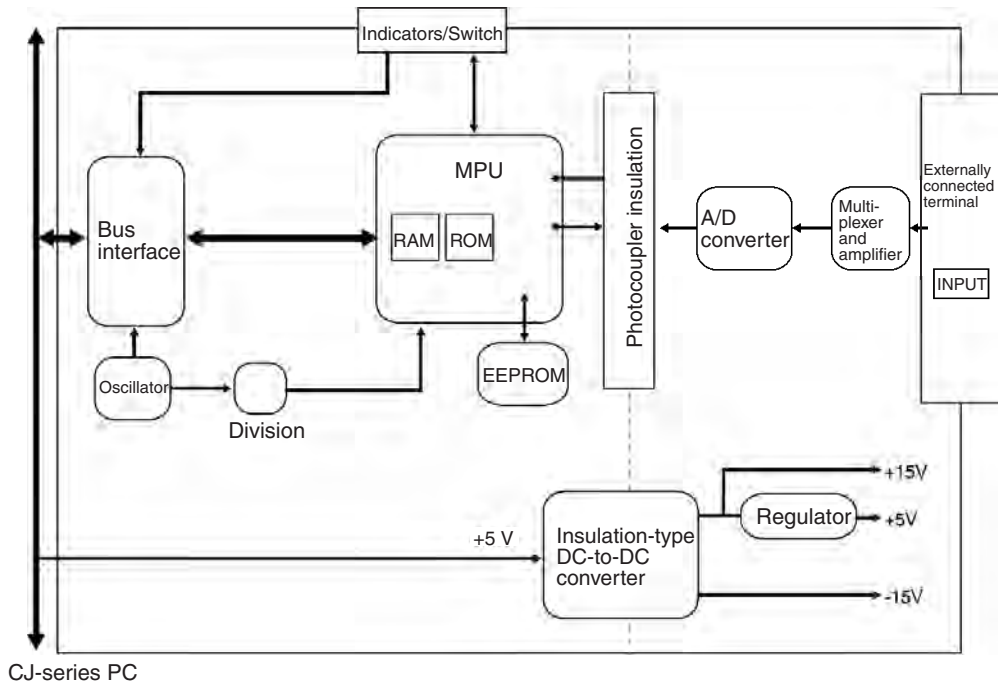 Indicators/Switch
MPU
Bus
interface
RAM
ROM
Photocoupler insulation
A/D
converter
Multi-
plexer
and
amplifier
Externally
connected
terminal
INPUT
Oscillator
Division
EEPROM
+5 V
Insulation-type
DC-to-DC
converter
+15V
Regulator
+5V
-15V
CJ-series PC